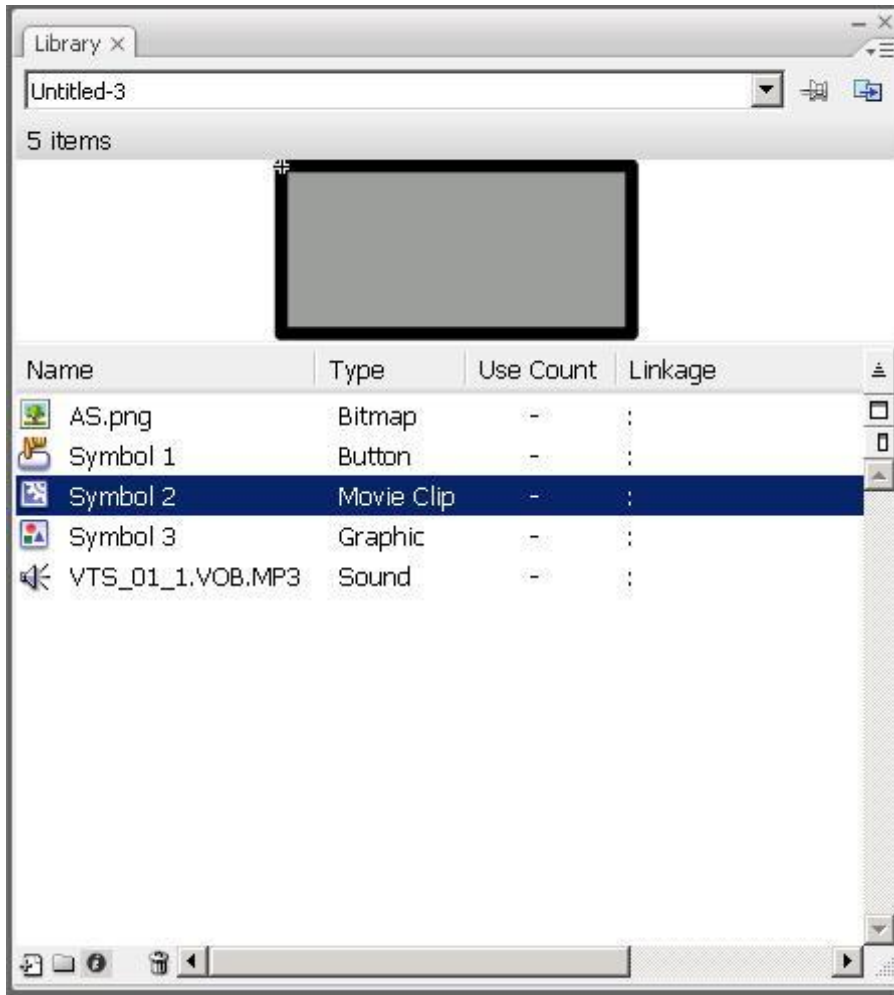 Library
Untitled-3
5 items
Name Type Use Count Linkage
AS.png Bitmap - :
Symbol 1 Button - :
Symbol 2 Movie Clip - :
Symbol 3 Graphic - :
VTS_01_1.VOB.MP3 Sound - :